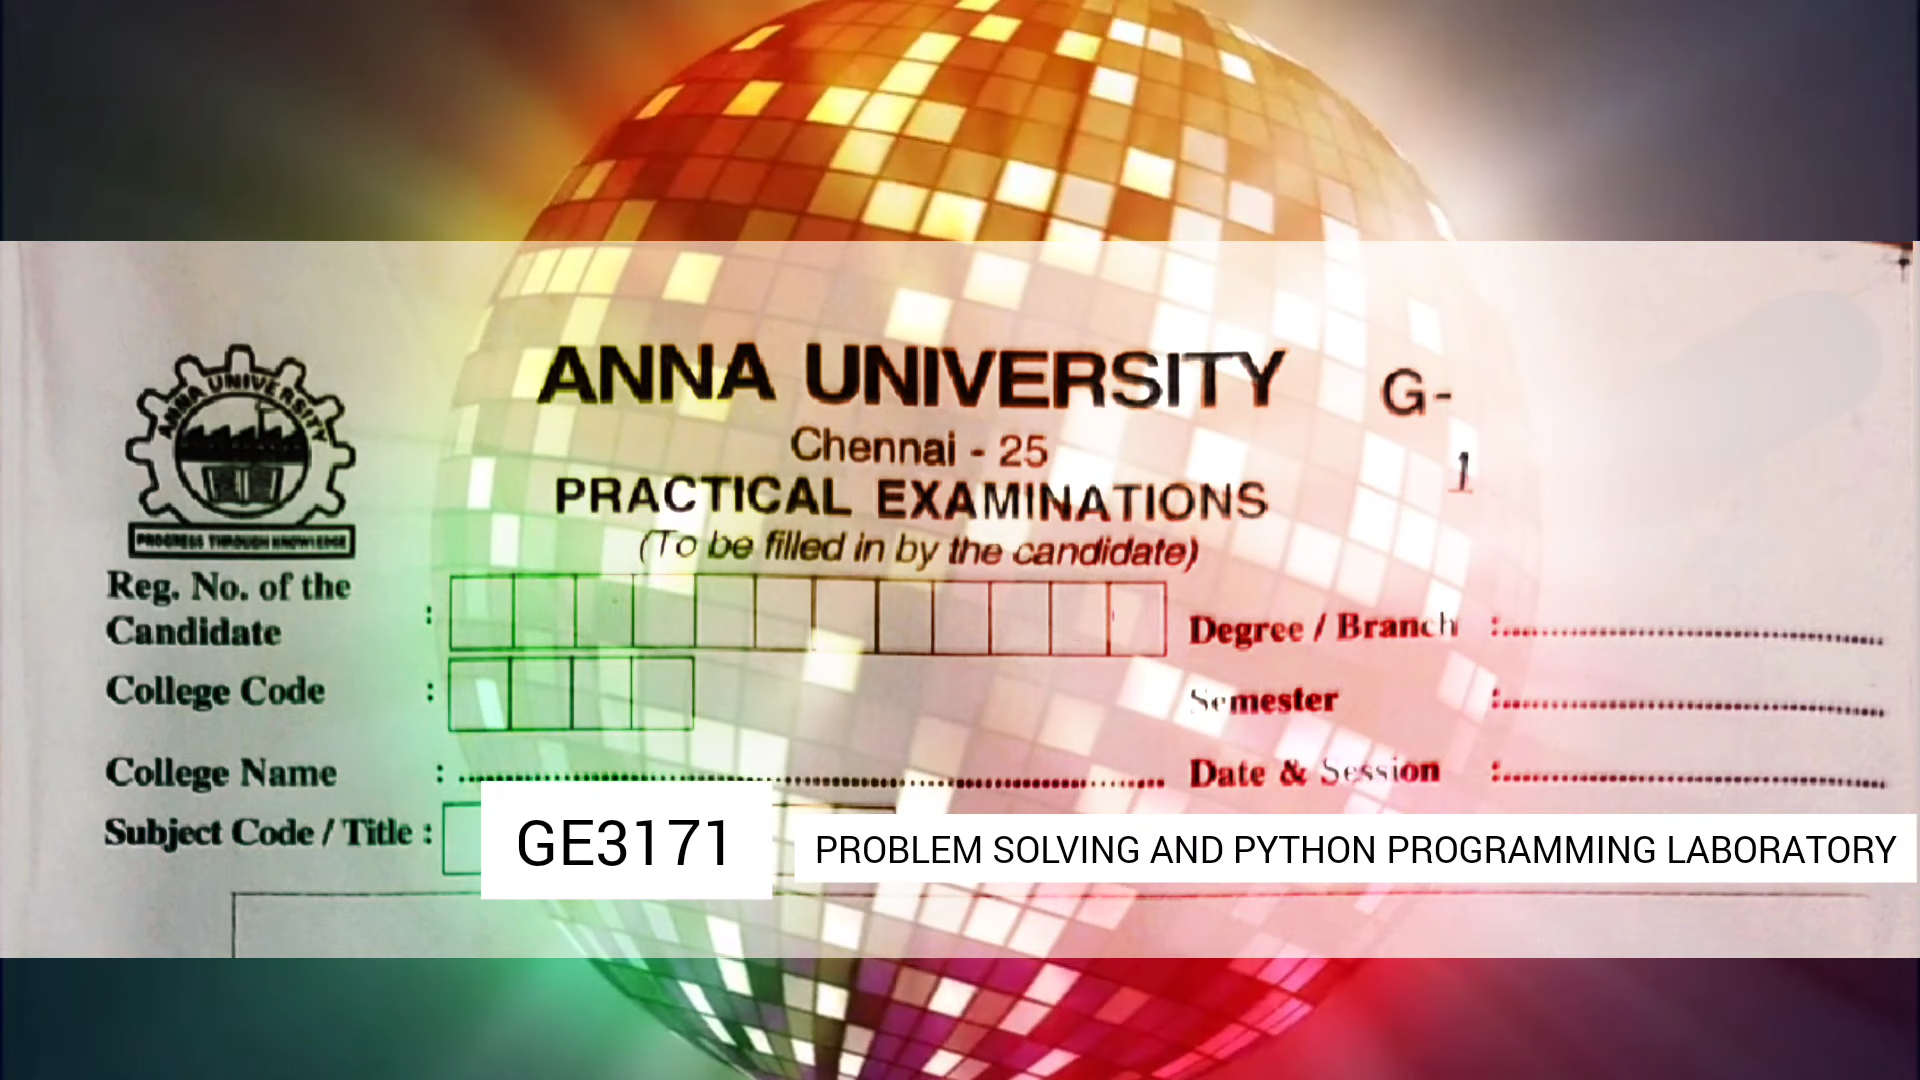 ANNA UNIVERSITY
PROGRESS THROUGH KNOWLEDGE
ANNA UNIVERSITY G-
Chennai - 25
1
PRACTICAL EXAMINATIONS
(To be filled in by the candidate)
Reg. No. of the
Candidate :
Degree / Branch :
College Code :
Semester :
College Name :
Date & Session :
Subject Code / Title : GE3171 PROBLEM SOLVING AND PYTHON PROGRAMMING LABORATORY